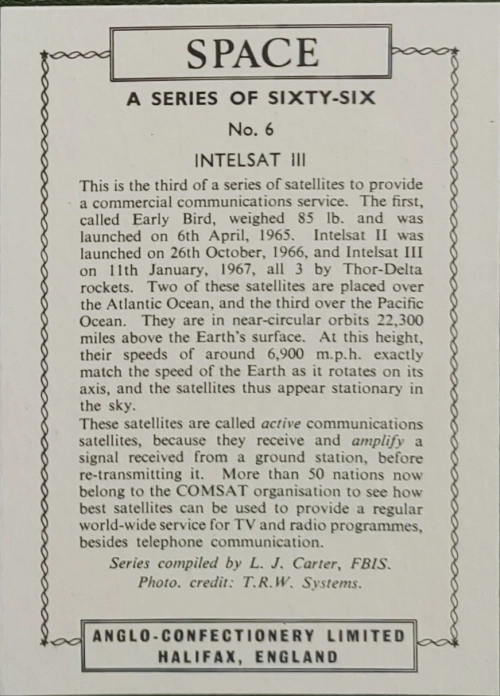 SPACE
A SERIES OF SIXTY-SIX
No. 6
INTELSAT III
This is the third of a series of satellites to provide
a commercial communications service. The first,
called Early Bird, weighed 85 lb. and was
launched on 6th April, 1965. Intelsat II was
launched on 26th October, 1966, and Intelsat III
on 11th January, 1967, all 3 by Thor-Delta
rockets. Two of these satellites are placed over
the Atlantic Ocean, and the third over the Pacific
Ocean. They are in near-circular orbits 22,300
miles above the Earth's surface. At this height,
their speeds of around 6,900 m.p.h. exactly
match the speed of the Earth as it rotates on its
axis, and the satellites thus appear stationary in
the sky.
These satellites are called active communications
satellites, because they receive and amplify a
signal received from a ground station, before
re-transmitting it. More than 50 nations now
belong to the COMSAT organisation to see how
best satellites can be used to provide a regular
world-wide service for TV and radio programmes,
besides telephone communication.
Series compiled by L. J. Carter, FBIS.
Photo. credit: T.R.W. Systems.
ANGLO-CONFECTIONERY LIMITED
HALIFAX, ENGLAND